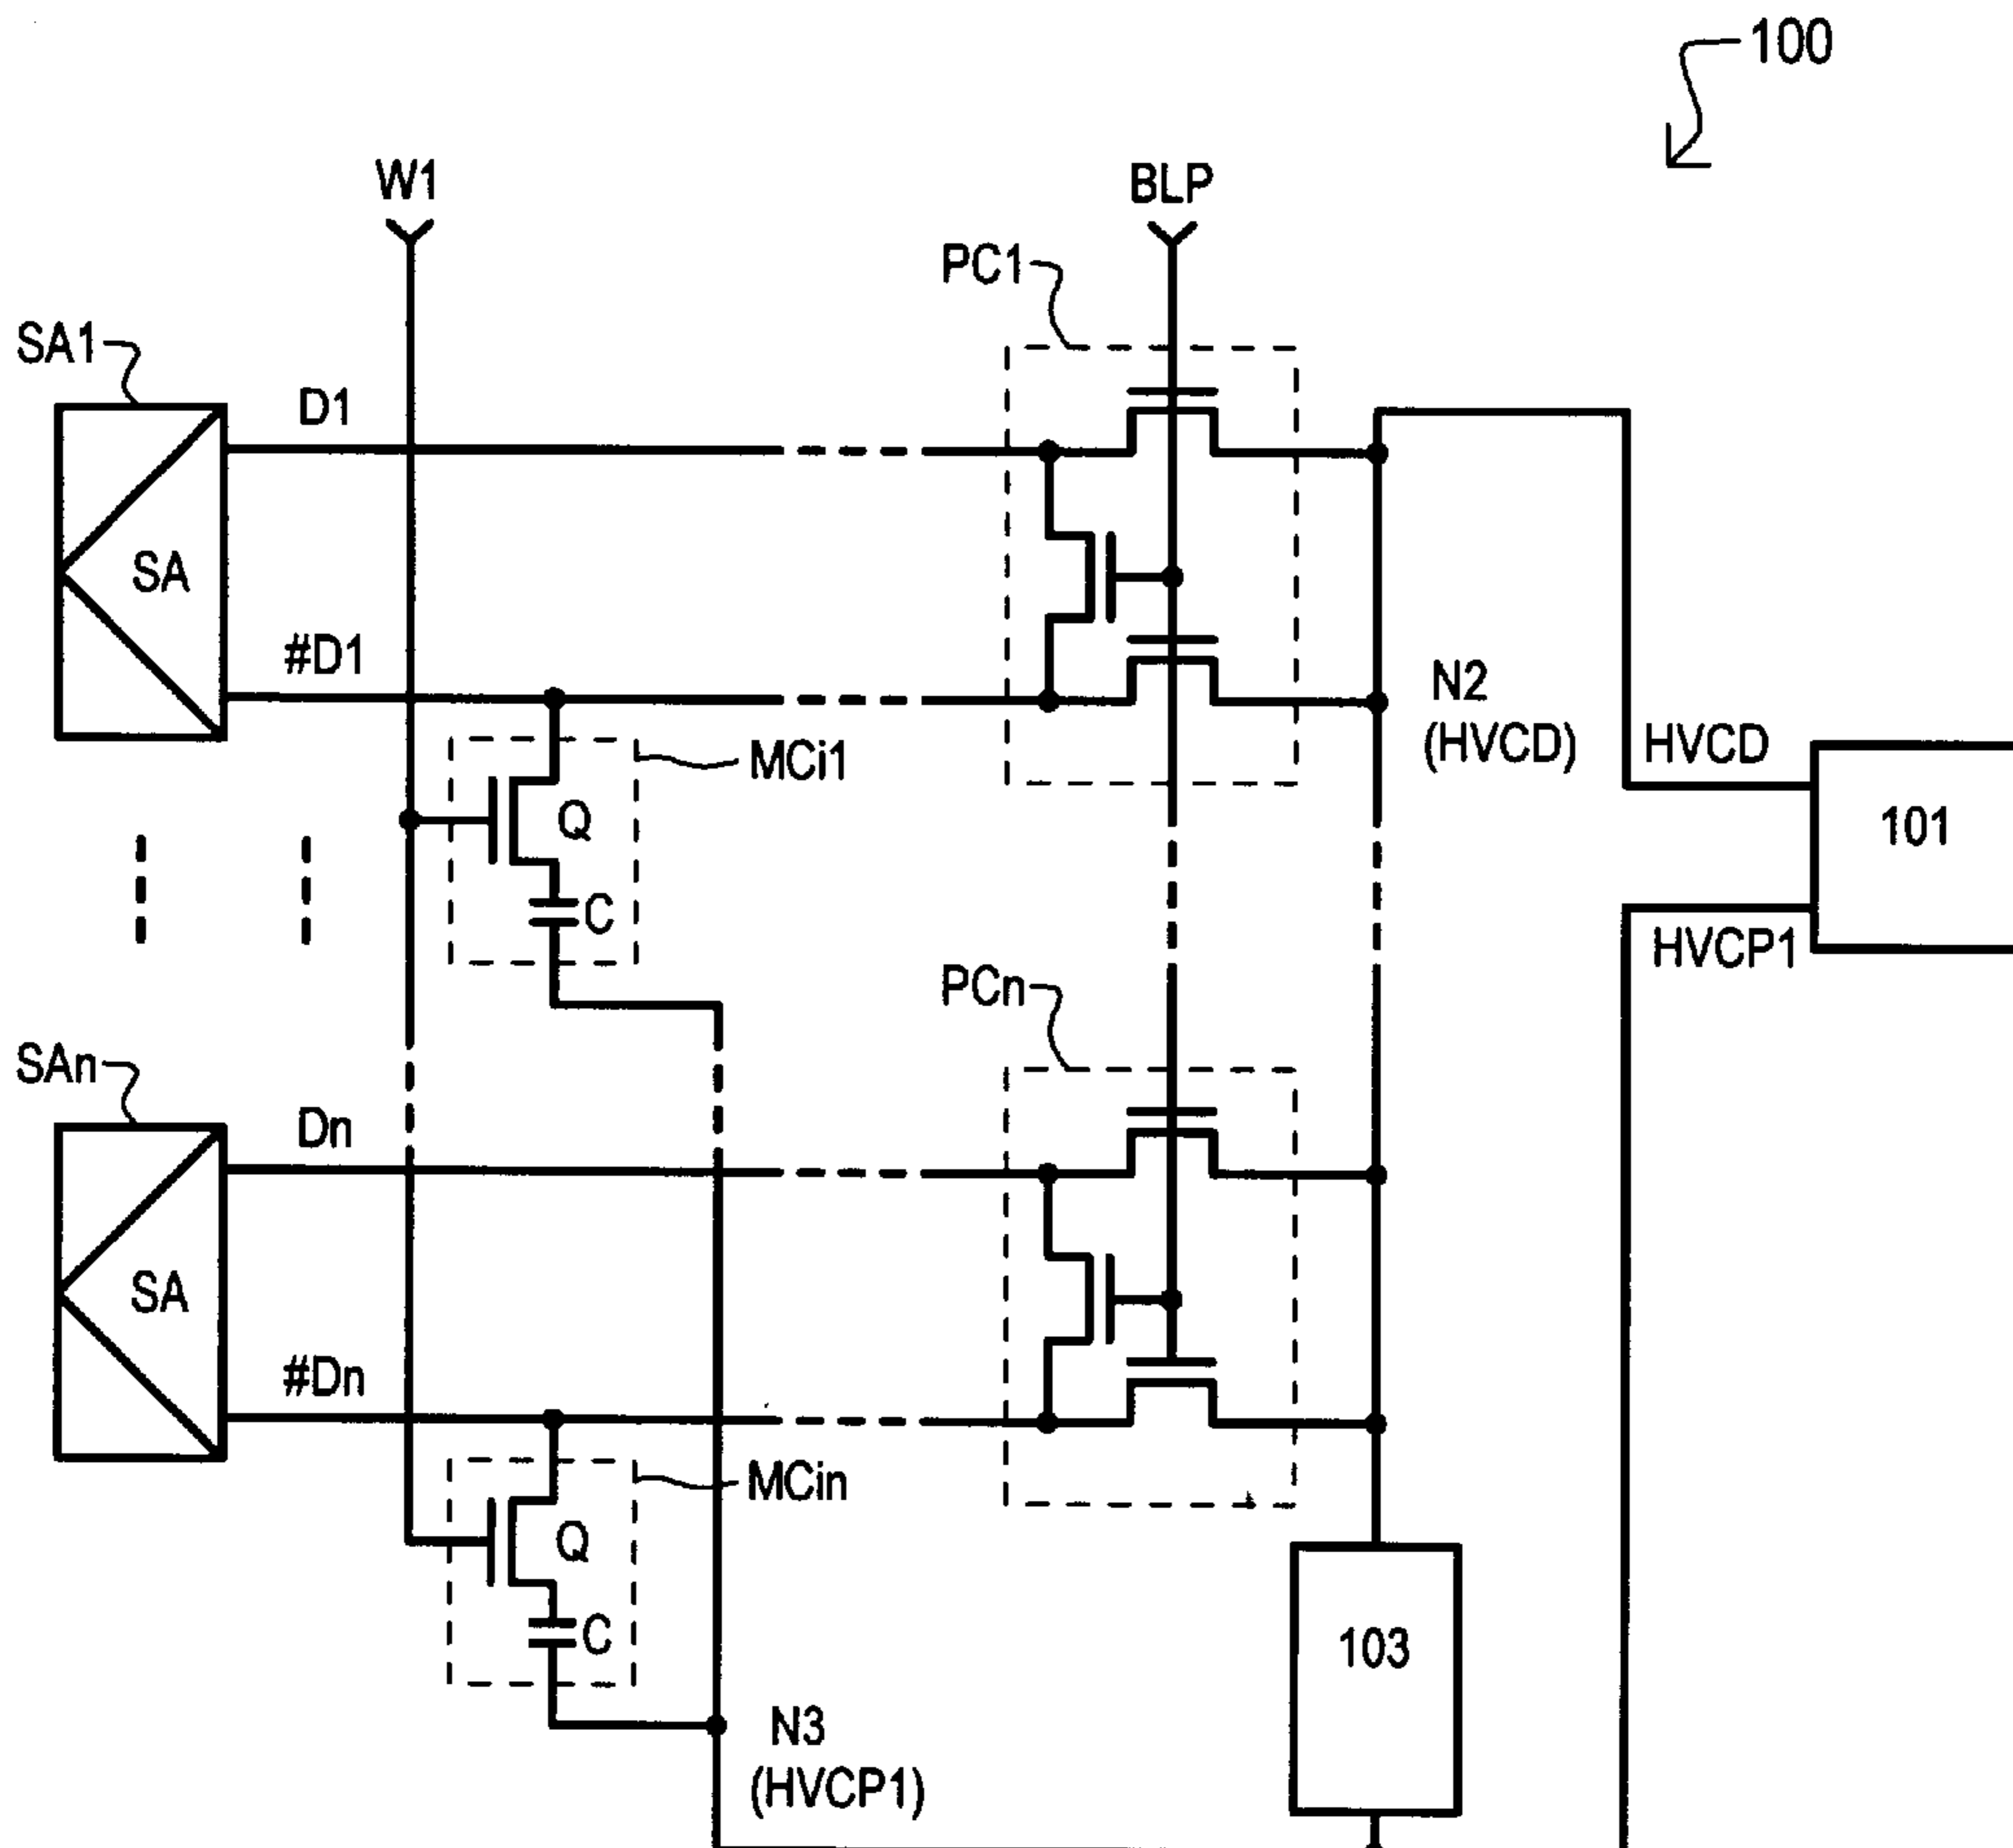 100
W1
BLP
PC1
SA1
D1
SA
#D1
N2
(HVCD)
HVCD
MCi1
Q
101
C
HVCP1
PCn
SAn
Dn
SA
#Dn
MCin
Q
C
103
N3
(HVCP1)